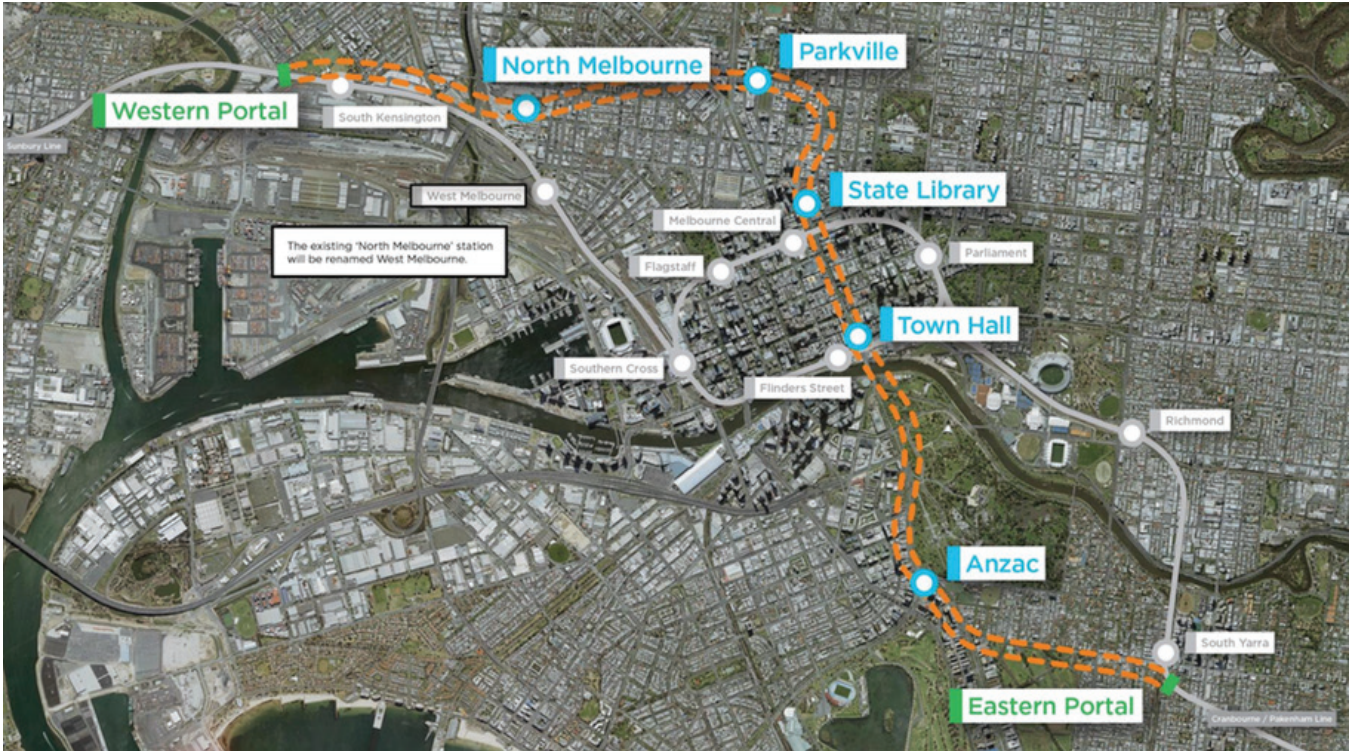 North Melbourne
Parkville
Western Portal
South Kensington
Sunbury Line
State Library
West Melbourne
Melbourne Central
The existing 'North Melbourne' station
will be renamed West Melbourne.
Flagstaff
Parliament
Town Hall
Southern Cross
Flinders Street
Richmond
Anzac
South Yarra
Eastern Portal
Cranbourne / Pakenham Line